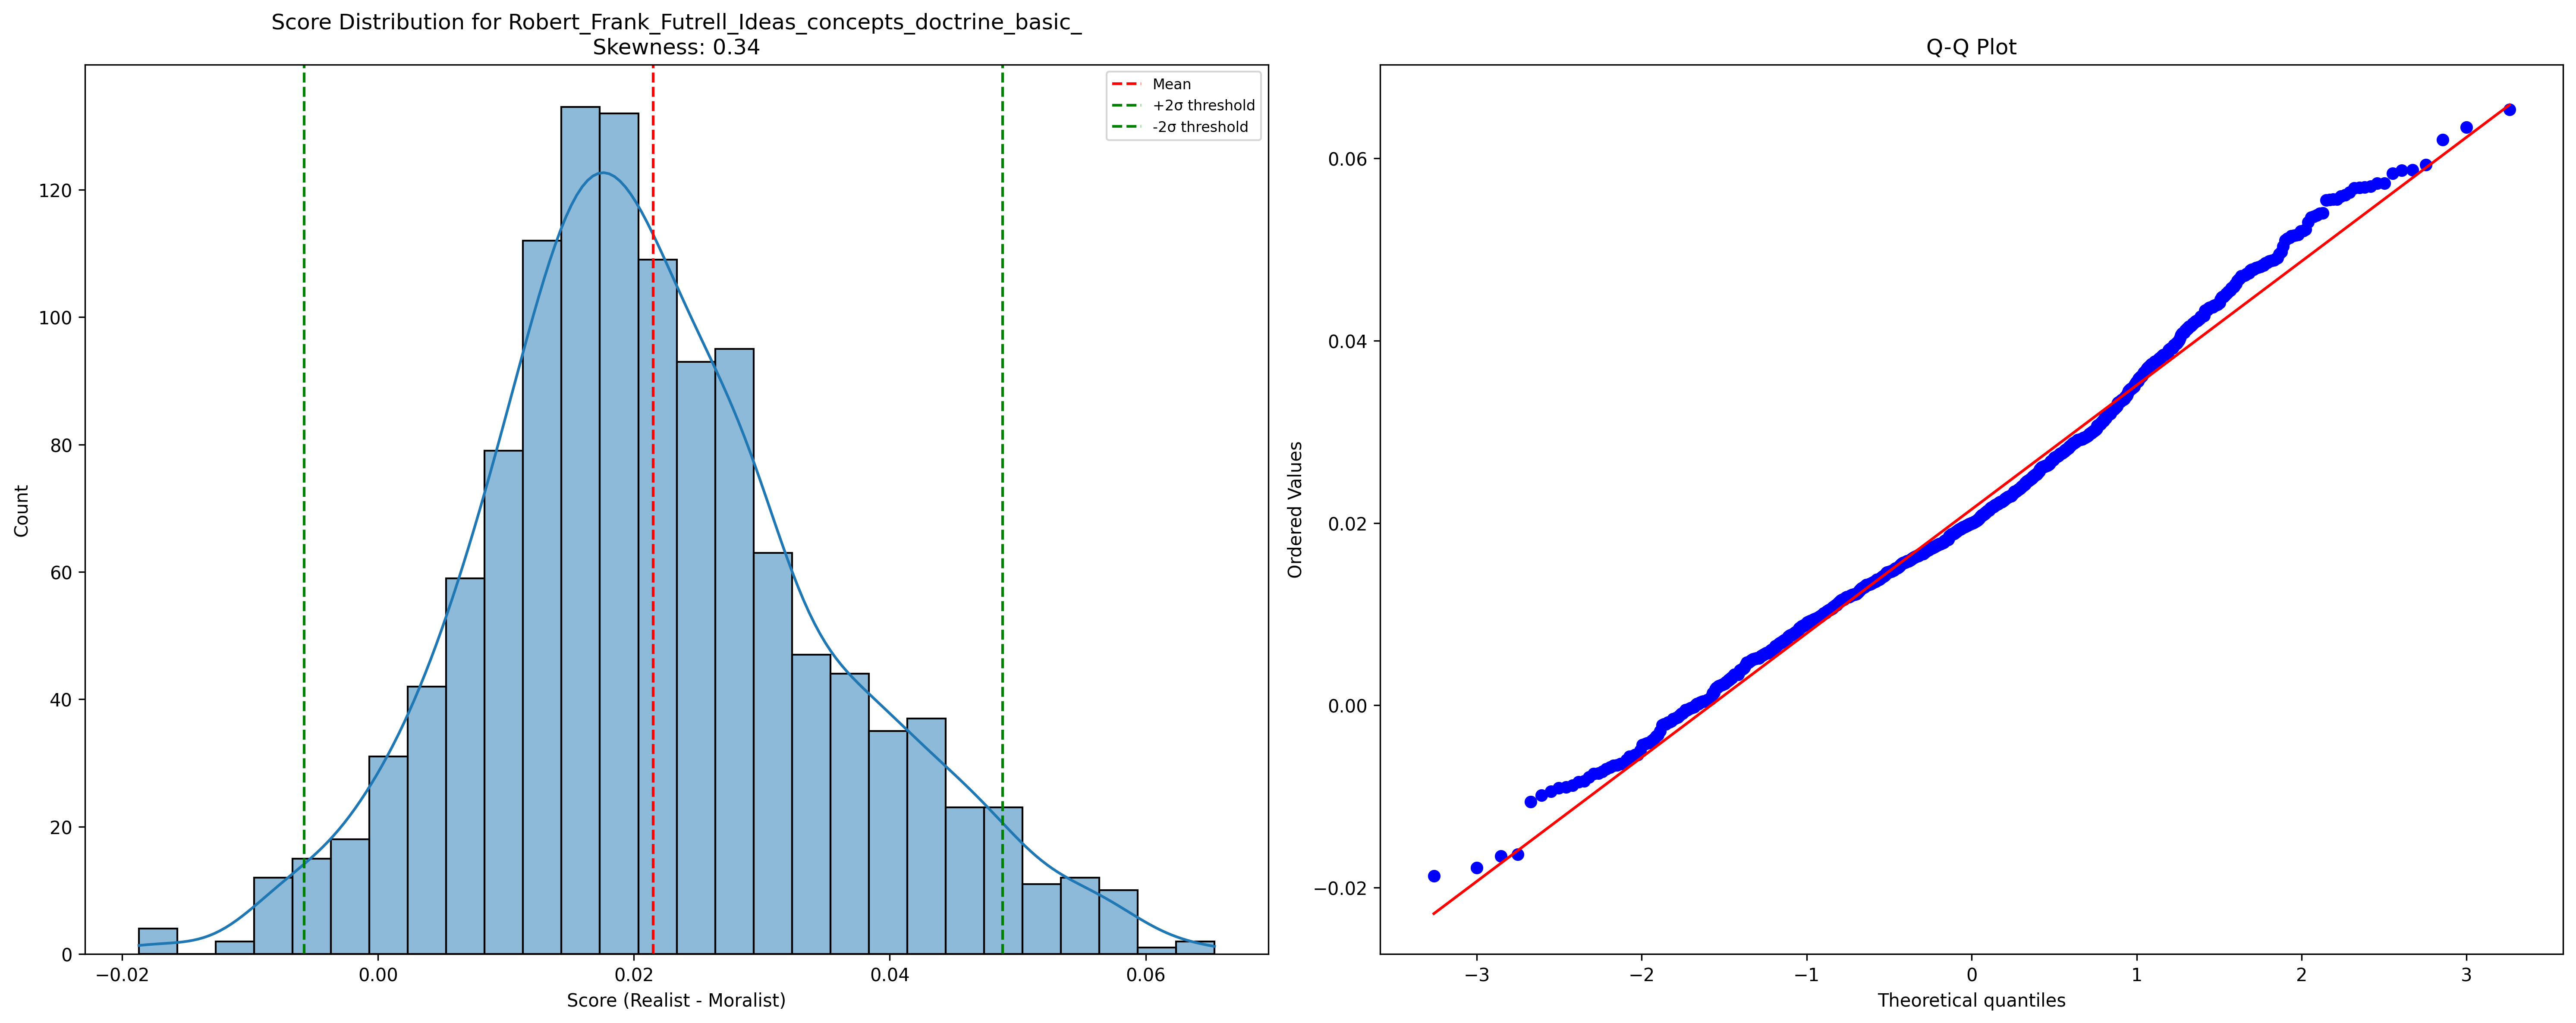 Score Distribution for Robert_Frank_Futrell_Ideas_concepts_doctrine_basic_
Skewness: 0.34
Mean
+2σ threshold
-2σ threshold
120
100
80
60
40
20
0
Count
−0.02
0.00
0.02
0.04
0.06
Score (Realist - Moralist)
Q-Q Plot
0.06
0.04
0.02
0.00
−0.02
Ordered Values
−3
−2
−1
0
1
2
3
Theoretical quantiles